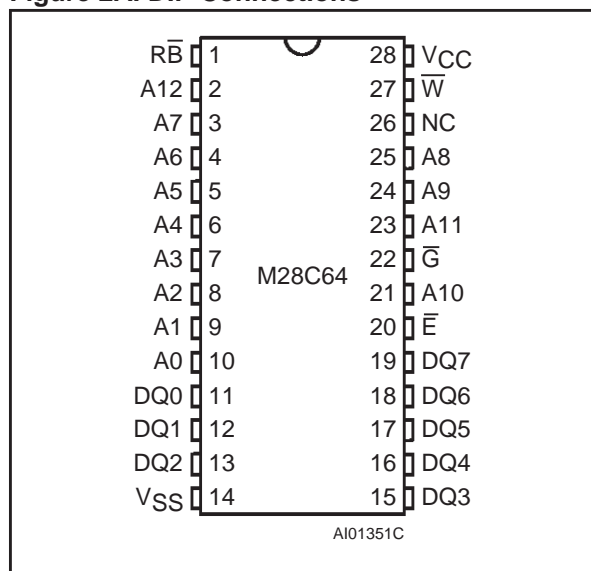 Figure 2A. DIP Connections
RB̅ 1 28 VCC
A12 2 27 W̅
A7 3 26 NC
A6 4 25 A8
A5 5 24 A9
A4 6 23 A11
A3 7 22 G̅
M28C64
A2 8 21 A10
A1 9 20 E̅
A0 10 19 DQ7
DQ0 11 18 DQ6
DQ1 12 17 DQ5
DQ2 13 16 DQ4
VSS 14 15 DQ3
AI01351C